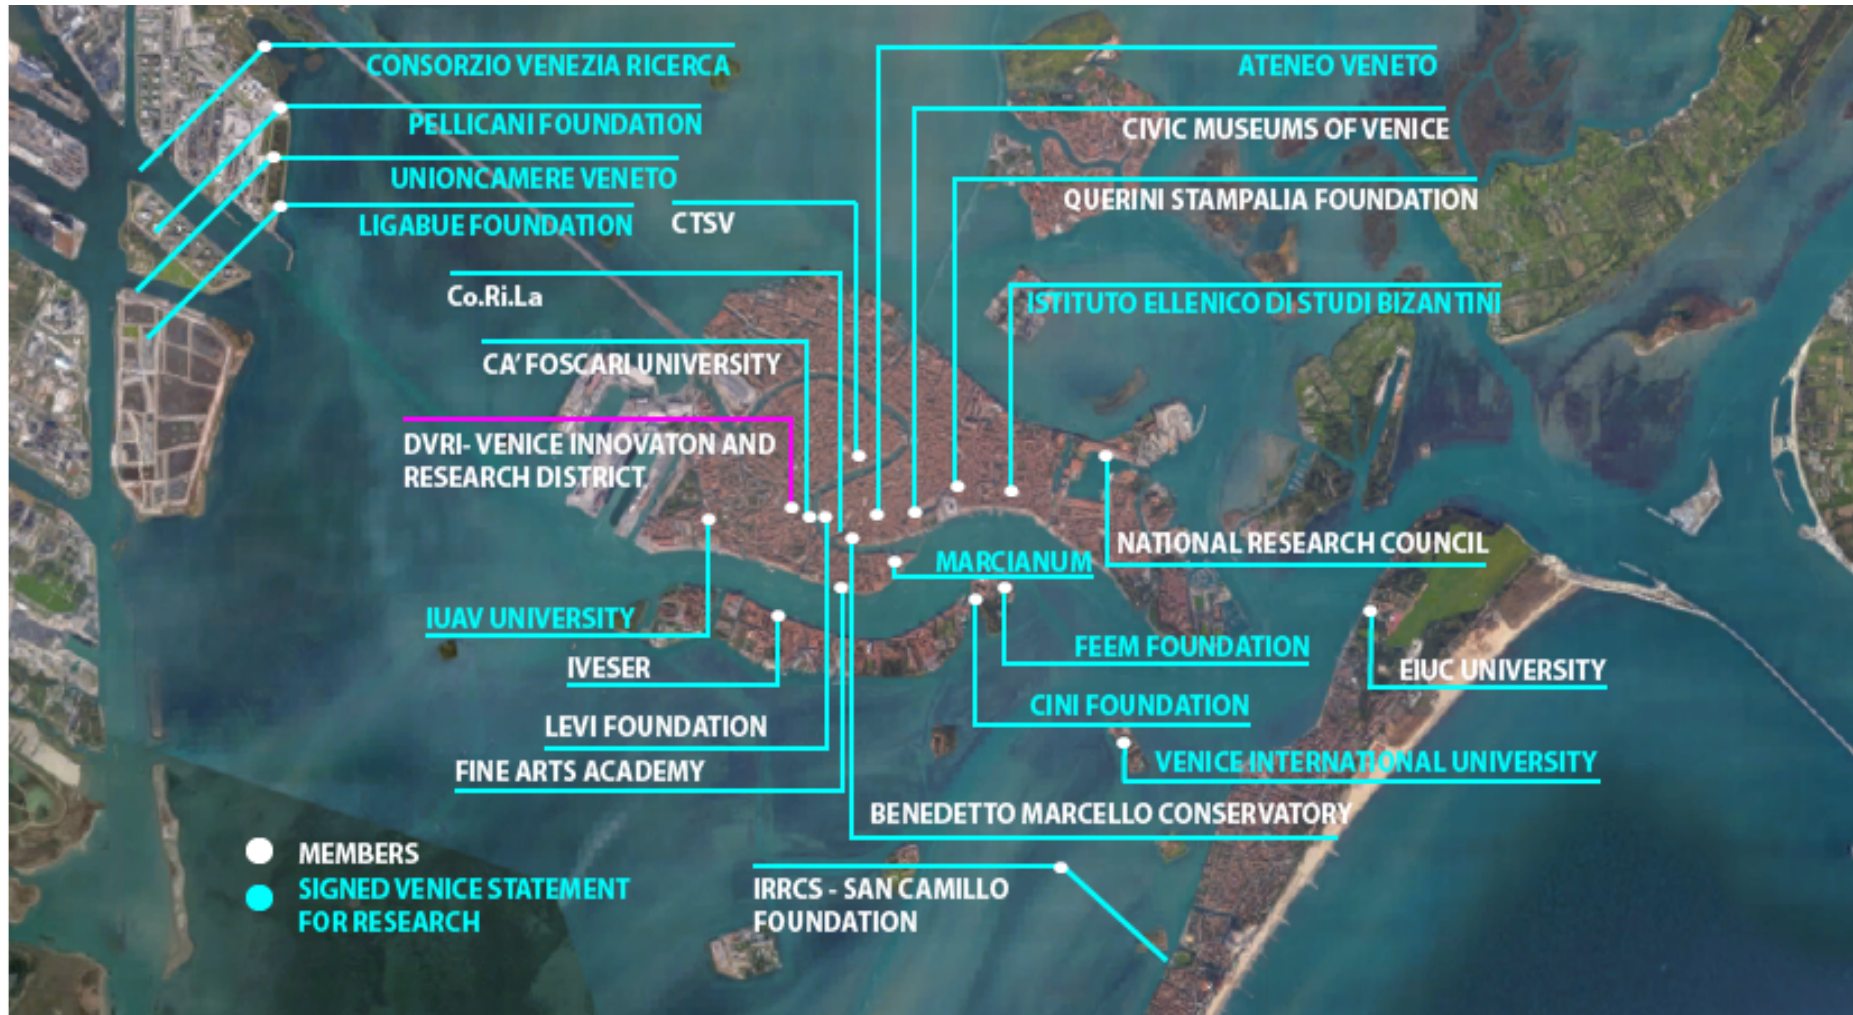 CONSORZIO VENEZIA RICERCA
PELLICANI FOUNDATION
UNIONCAMERE VENETO
LIGABUE FOUNDATION
CTSV
Co.Ri.La
CA' FOSCARI UNIVERSITY
DVRI- VENICE INNOVATON AND
RESEARCH DISTRICT
ATENEO VENETO
CIVIC MUSEUMS OF VENICE
QUERINI STAMPALIA FOUNDATION
ISTITUTO ELLENICO DI STUDI BIZANTINI
NATIONAL RESEARCH COUNCIL
MARCIANUM
IUAV UNIVERSITY
IVESER
LEVI FOUNDATION
FINE ARTS ACADEMY
FEEM FOUNDATION
EIUC UNIVERSITY
CINI FOUNDATION
VENICE INTERNATIONAL UNIVERSITY
BENEDETTO MARCELLO CONSERVATORY
IRRCS - SAN CAMILLO
FOUNDATION
MEMBERS
SIGNED VENICE STATEMENT
FOR RESEARCH